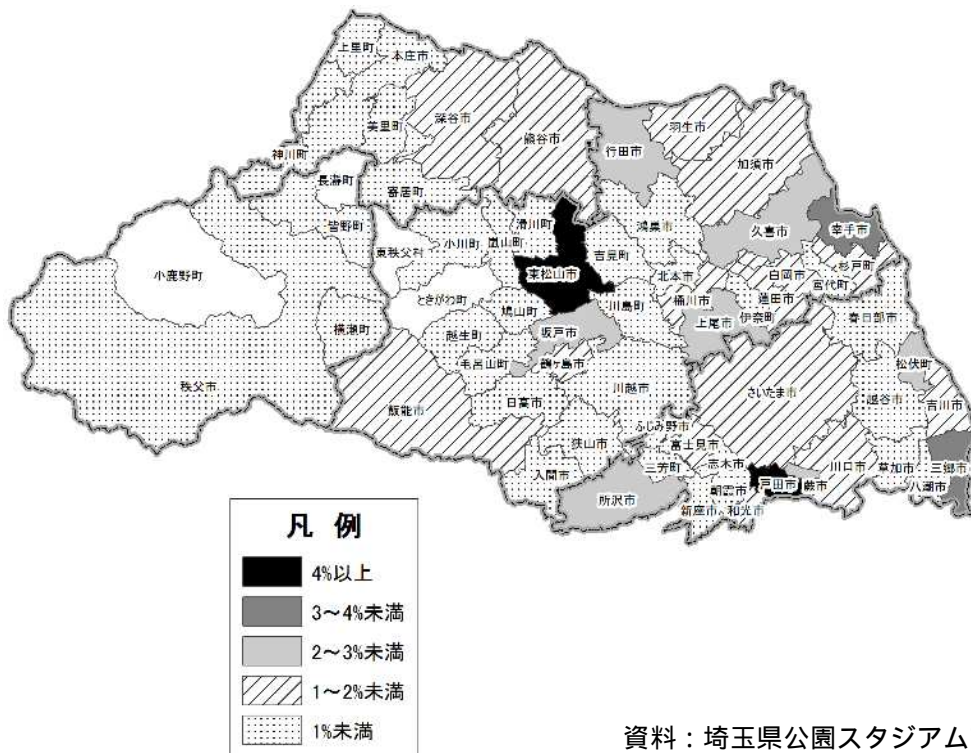 上里町
本庄市
美里町
神川町
深谷市
熊谷市
行田市
羽生市
加須市
長瀞町
寄居町
皆野町
小鹿野町
東秩父村
小川町
嵐山町
滑川町
東松山市
吉見町
鴻巣市
久喜市
幸手市
北本市
桶川市
白岡市
宮代町
杉戸町
ときがわ町
鳩山町
川島町
上尾市
伊奈町
蓮田市
春日部市
横瀬町
越生町
坂戸市
毛呂山町
鶴ヶ島市
松伏町
秩父市
飯能市
日高市
川越市
さいたま市
越谷市
吉川市
狭山市
ふじみ野市
富士見市
入間市
三芳町
志木市
川口市
草加市
三郷市
八潮市
所沢市
朝霞市
戸田市
蕨市
新座市
和光市
凡 例
4%以上
3～4%未満
2～3%未満
1～2%未満
1%未満
資料：埼玉県公園スタジアム